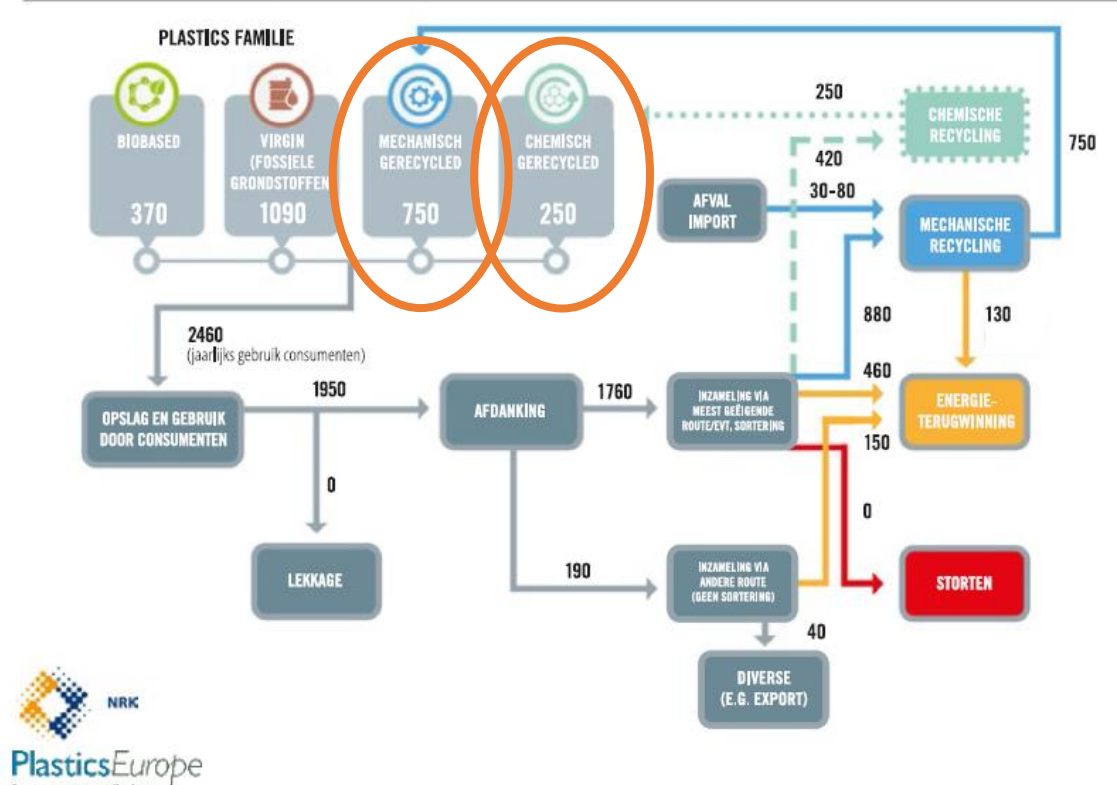 PLASTICS FAMILIE
BIOBASED
370
VIRGIN
(FOSSIELE
GRONDSTOFFEN
1090
MECHANISCH
GERECYCLED
750
CHEMISCH
GERECYCLED
250
250
CHEMISCHE
RECYCLING
750
420
30-80
AFVAL
IMPORT
MECHANISCHE
RECYCLING
880
130
2460
(jaarlijks gebruik consumenten)
1950
1760
460
OPSLAG EN GEBRUIK
DOOR CONSUMENTEN
AFDANKING
INZAMELING VIA
MEEST GEËIGENDE
ROUTE/EVT, SORTERING
ENERGIE-
TERUGWINNING
150
0
0
LEKKAGE
190
INZAMELING VIA
ANDERE ROUTE
(GEEN SORTERING)
STORTEN
40
DIVERSE
(E.G. EXPORT)
NRK
PlasticsEurope